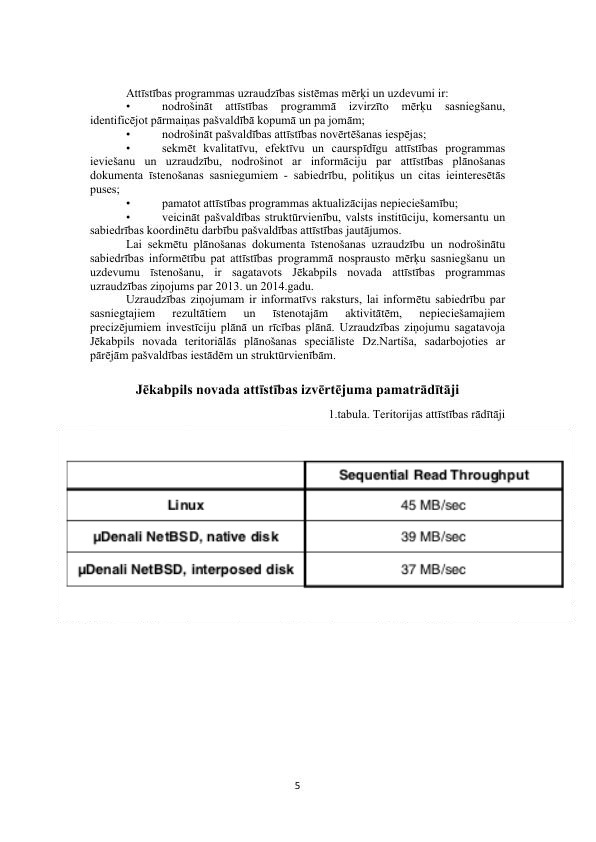 Attīstības programmas uzraudzības sistēmas mērķi un uzdevumi ir:
• nodrošināt attīstības programmā izvirzīto mērķu sasniegšanu,
identificējot pārmaiņas pašvaldībā kopumā un pa jomām;
• nodrošināt pašvaldības attīstības novērtēšanas iespējas;
• sekmēt kvalitatīvu, efektīvu un caurspīdīgu attīstības programmas
ieviešanu un uzraudzību, nodrošinot ar informāciju par attīstības plānošanas
dokumenta īstenošanas sasniegumiem - sabiedrību, politiķus un citas ieinteresētās
puses;
• pamatot attīstības programmas aktualizācijas nepieciešamību;
• veicināt pašvaldības struktūrvienību, valsts institūciju, komersantu un
sabiedrības koordinētu darbību pašvaldības attīstības jautājumos.
Lai sekmētu plānošanas dokumenta īstenošanas uzraudzību un nodrošinātu
sabiedrības informētību pat attīstības programmā nosprausto mērķu sasniegšanu un
uzdevumu īstenošanu, ir sagatavots Jēkabpils novada attīstības programmas
uzraudzības ziņojums par 2013. un 2014.gadu.
Uzraudzības ziņojumam ir informatīvs raksturs, lai informētu sabiedrību par
sasniegtajiem rezultātiem un īstenotajām aktivitātēm, nepieciešamajiem
precizējumiem investīciju plānā un rīcības plānā. Uzraudzības ziņojumu sagatavoja
Jēkabpils novada teritoriālās plānošanas speciāliste Dz.Nartiša, sadarbojoties ar
pārējām pašvaldības iestādēm un struktūrvienībām.
Jēkabpils novada attīstības izvērtējuma pamatrādītāji
1.tabula. Teritorijas attīstības rādītāji
Sequential Read Throughput
Linux 45 MB/sec
µDenali NetBSD, native disk 39 MB/sec
µDenali NetBSD, interposed disk 37 MB/sec
5